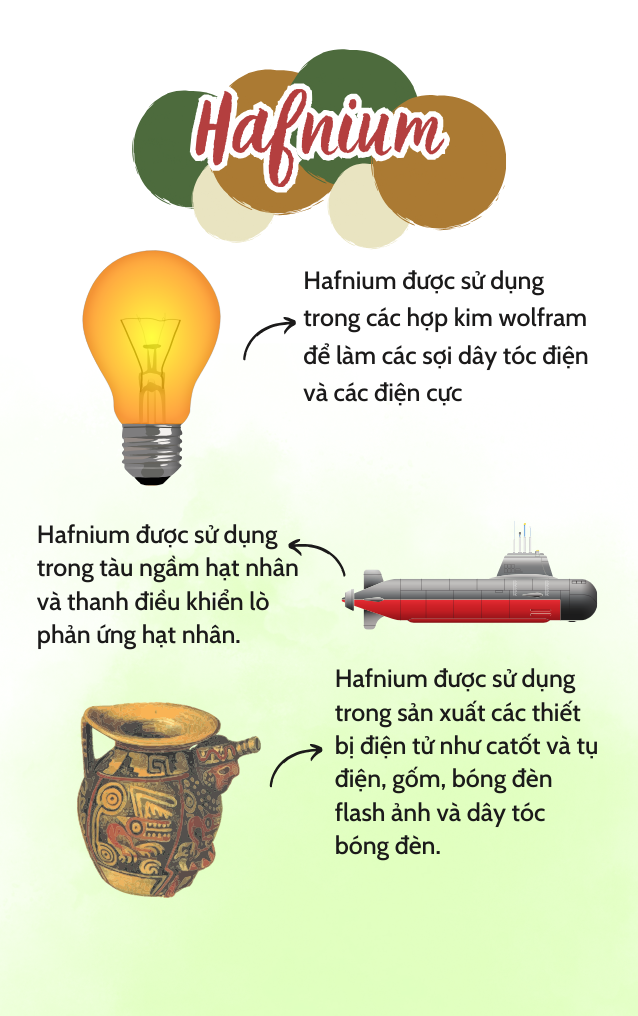 Hafnium
Hafnium được sử dụng
trong các hợp kim wolfram
để làm các sợi dây tóc điện
và các điện cực
Hafnium được sử dụng
trong tàu ngầm hạt nhân
và thanh điều khiển lò
phản ứng hạt nhân.
Hafnium được sử dụng
trong sản xuất các thiết
bị điện tử như catốt và tụ
điện, gốm, bóng đèn
flash ảnh và dây tóc
bóng đèn.